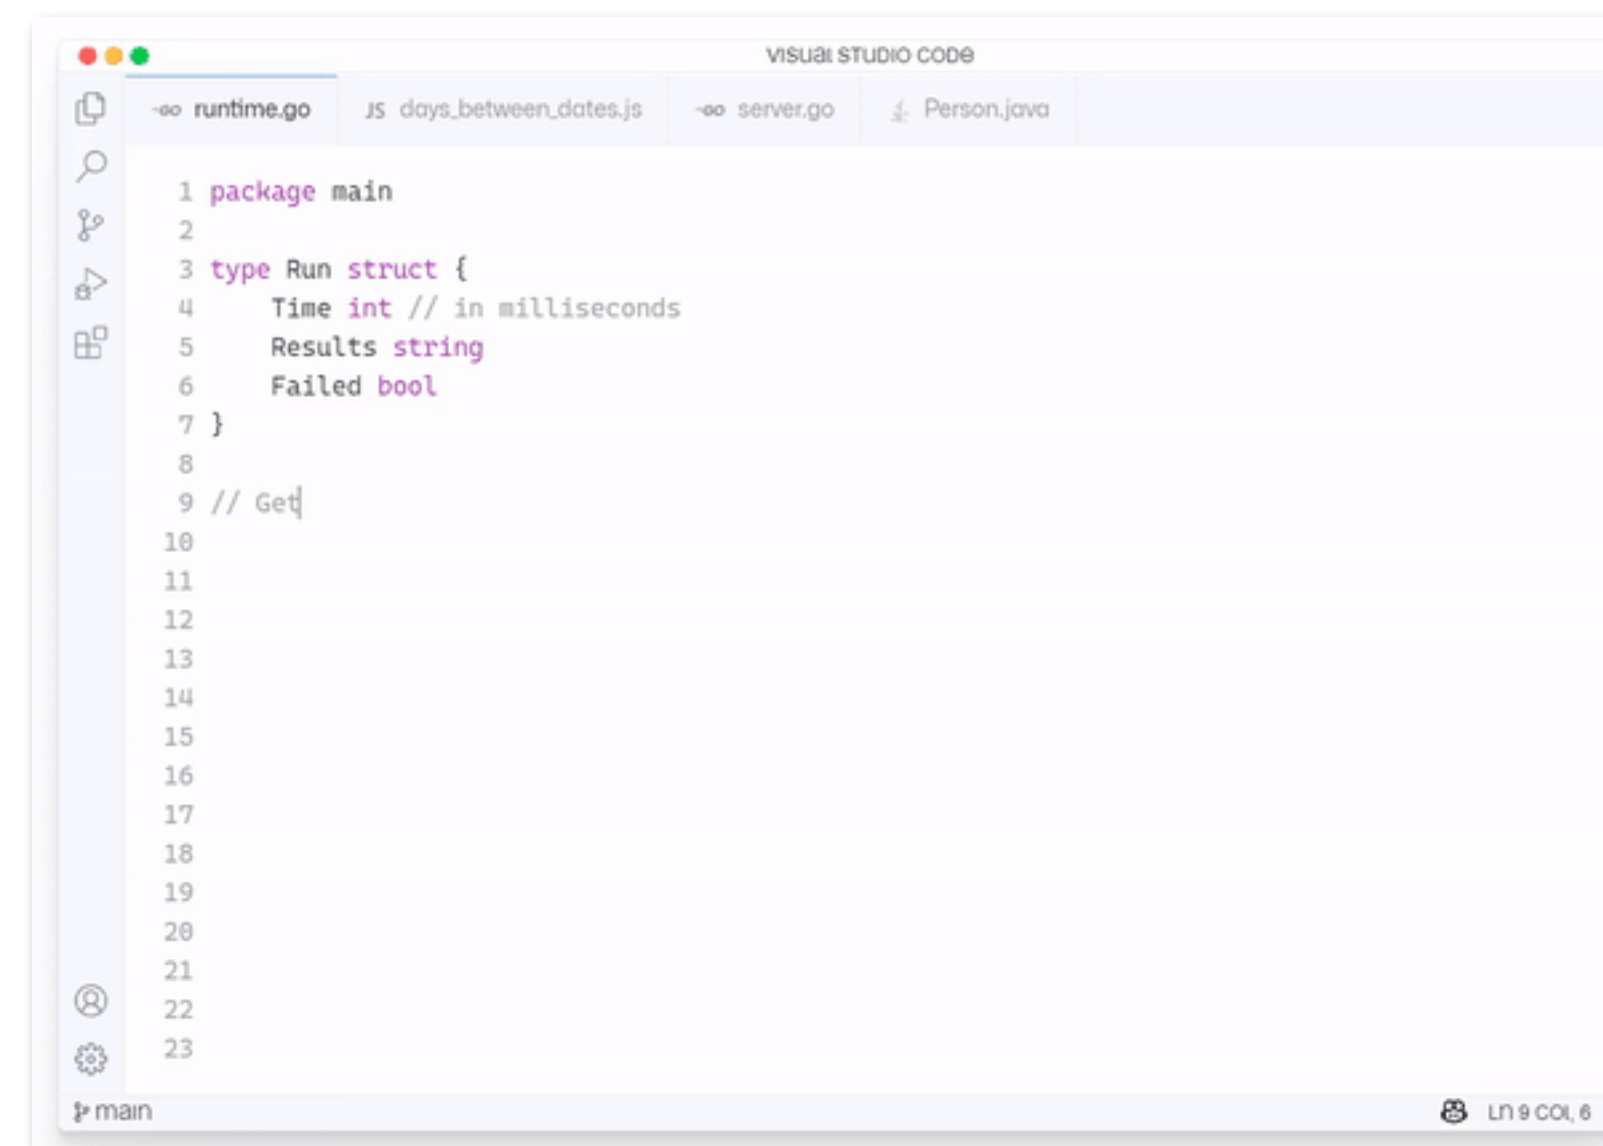 VISUAL STUDIO CODE
runtime.go JS days_between_dates.js server.go Person.java
1 package main
2
3 type Run struct {
4     Time int // in milliseconds
5     Results string
6     Failed bool
7 }
8
9 // Get
10
11
12
13
14
15
16
17
18
19
20
21
22
23
main LN 9 COL, 6